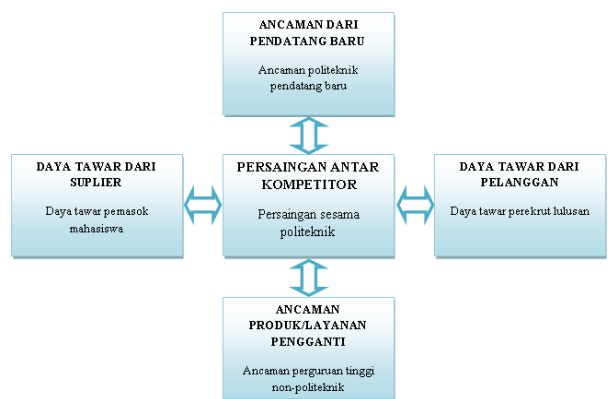 ANCAMAN DARI
PENDATANG BARU
Ancaman politeknik
pendatang baru
DAYA TAWAR DARI
SUPLIER
Daya tawar pemasok
mahasiswa
PERSAINGAN ANTAR
KOMPETITOR
Persaingan sesama
politeknik
DAYA TAWAR DARI
PELANGGAN
Daya tawar perekrut lulusan
ANCAMAN
PRODUK/LAYANAN
PENGGANTI
Ancaman perguruan tinggi
non-politeknik